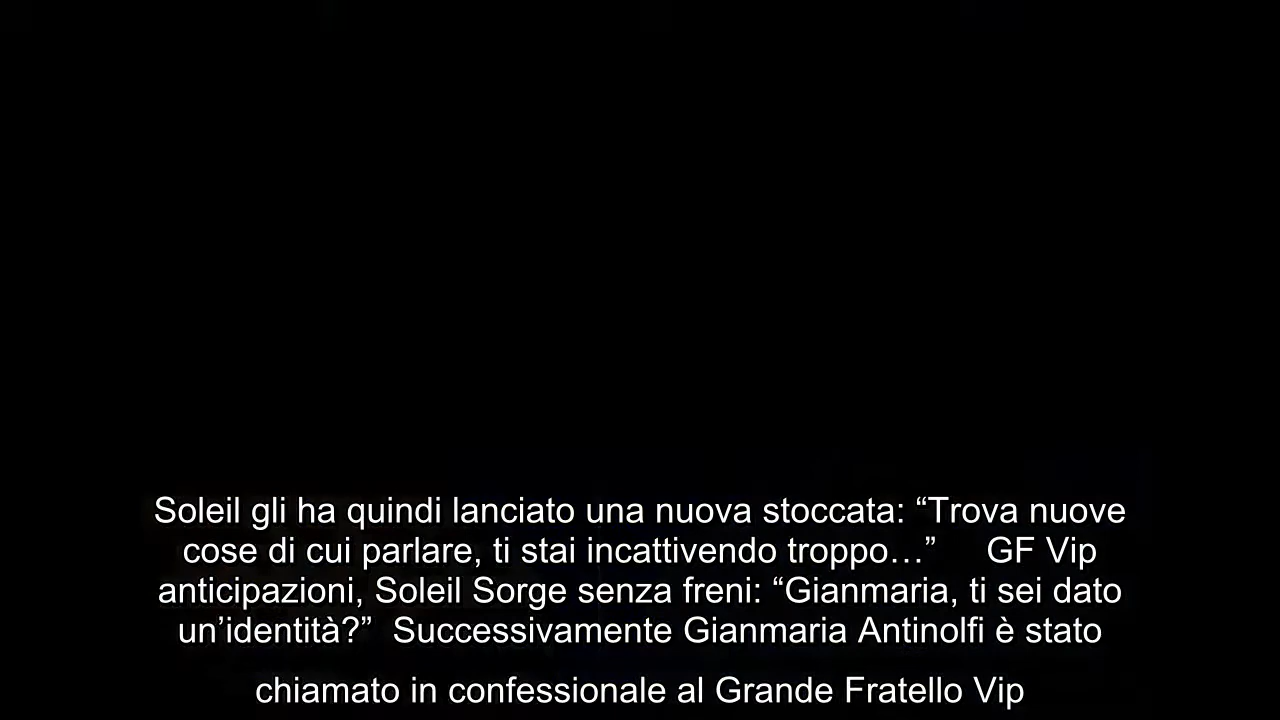 Soleil gli ha quindi lanciato una nuova stoccata: “Trova nuove
cose di cui parlare, ti stai incattivendo troppo…” GF Vip
anticipazioni, Soleil Sorge senza freni: “Gianmaria, ti sei dato
un’identità?” Successivamente Gianmaria Antinolfi è stato
chiamato in confessionale al Grande Fratello Vip